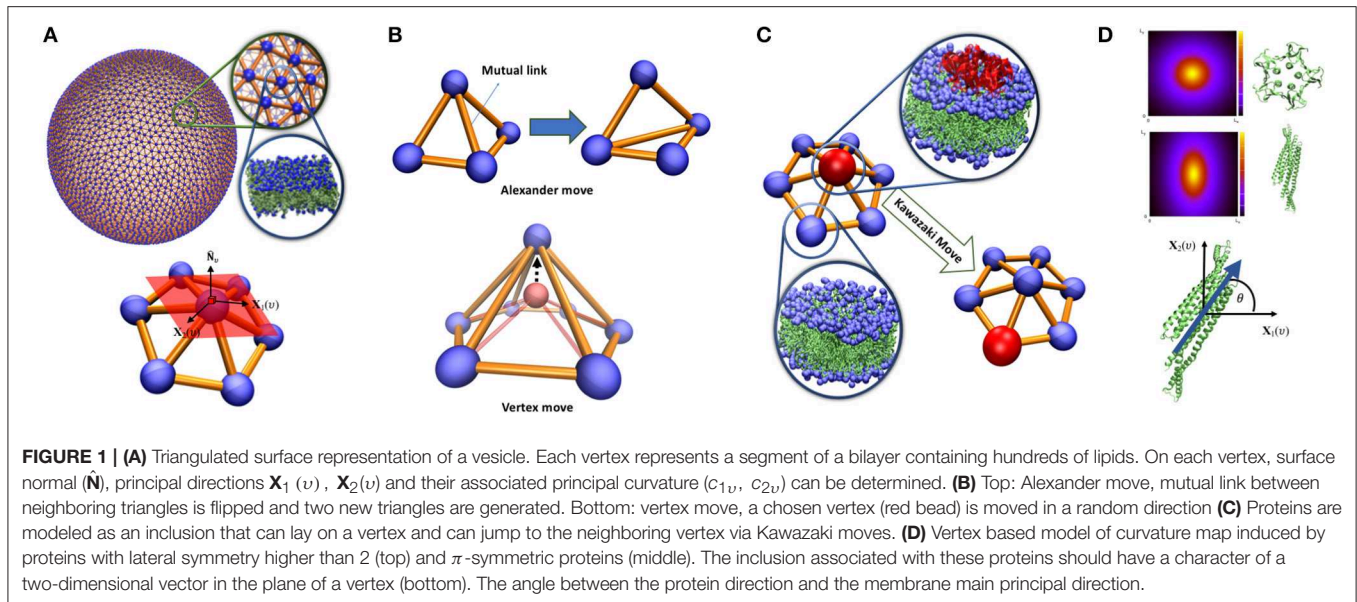 A
B
C
D
Mutual link
Alexander move
N̂υ
X₁(υ)
X₂(υ)
Vertex move
Kawazaki Move
X₂(υ)
θ
X₁(υ)
FIGURE 1 | (A) Triangulated surface representation of a vesicle. Each vertex represents a segment of a bilayer containing hundreds of lipids. On each vertex, surface
normal (N̂), principal directions X₁ (υ) , X₂(υ) and their associated principal curvature (c₁υ, c₂υ) can be determined. (B) Top: Alexander move, mutual link between
neighboring triangles is flipped and two new triangles are generated. Bottom: vertex move, a chosen vertex (red bead) is moved in a random direction (C) Proteins are
modeled as an inclusion that can lay on a vertex and can jump to the neighboring vertex via Kawazaki moves. (D) Vertex based model of curvature map induced by
proteins with lateral symmetry higher than 2 (top) and π-symmetric proteins (middle). The inclusion associated with these proteins should have a character of a
two-dimensional vector in the plane of a vertex (bottom). The angle between the protein direction and the membrane main principal direction.